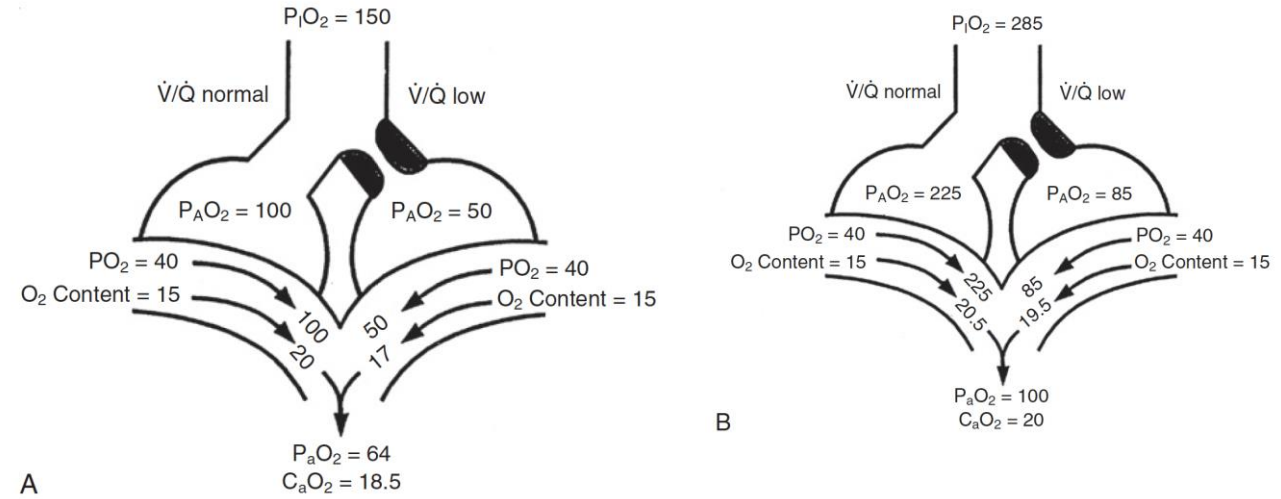 PIO2 = 150
V̇/Q̇ normal
V̇/Q̇ low
PAO2 = 100
PAO2 = 50
PO2 = 40
O2 Content = 15
PO2 = 40
O2 Content = 15
100
20
50
17
PaO2 = 64
CaO2 = 18.5
A
PIO2 = 285
V̇/Q̇ normal
V̇/Q̇ low
PAO2 = 225
PAO2 = 85
PO2 = 40
O2 Content = 15
PO2 = 40
O2 Content = 15
225
20.5
85
19.5
PaO2 = 100
CaO2 = 20
B